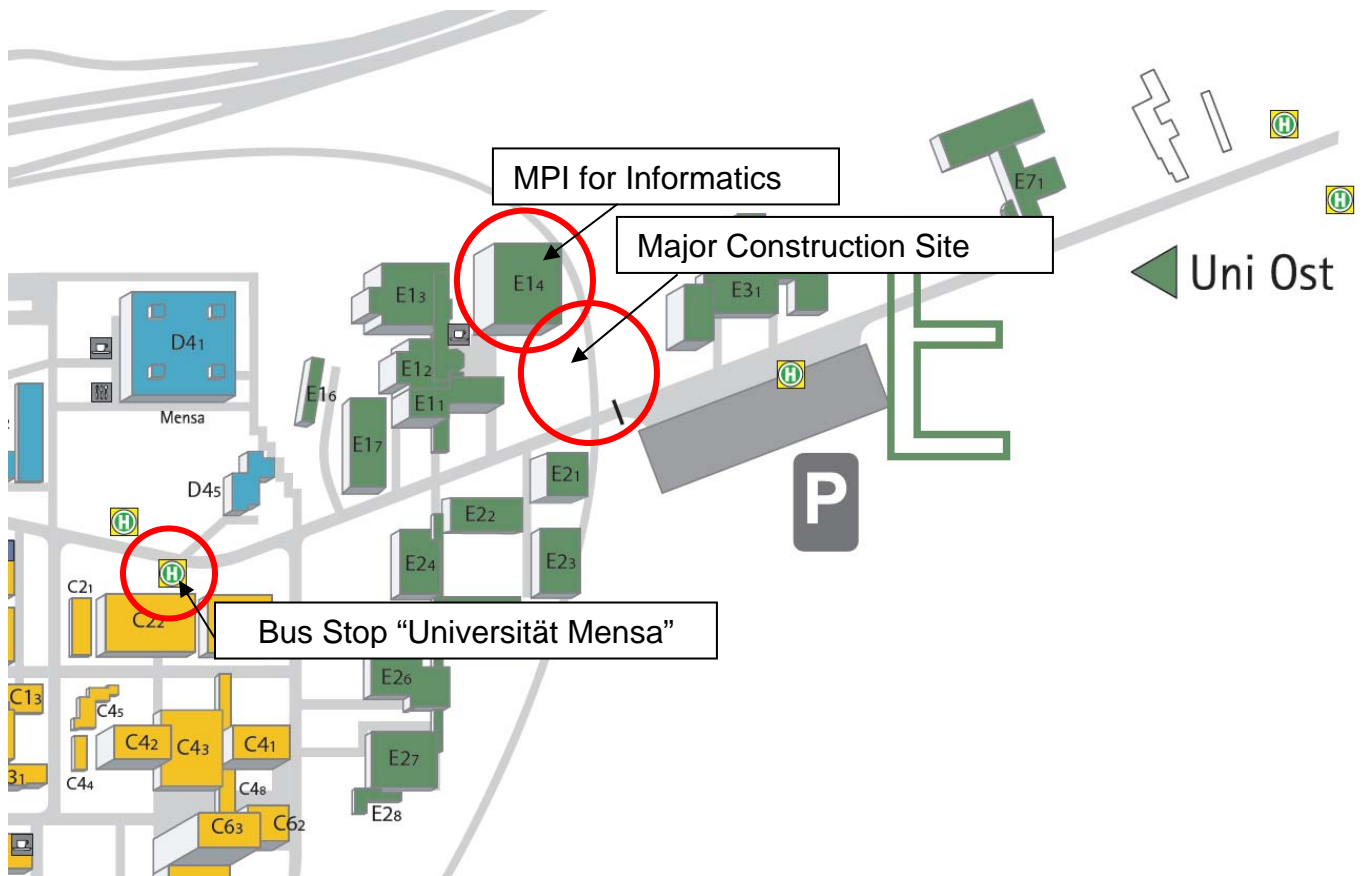 MPI for Informatics
Major Construction Site
Uni Ost
Bus Stop “Universität Mensa”
Mensa
P
H
H
H
H
H
E71
E14
E13
E31
D41
E12
E16
E11
E17
D45
E21
E22
E24
E23
C21
C22
E26
C13
C45
C42
C43
C41
E27
31
C44
C48
E28
C63
C62